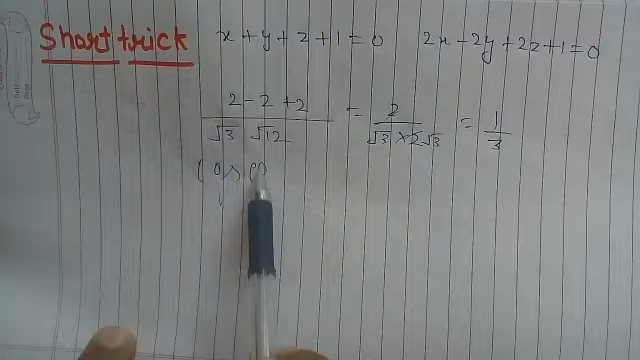 Short trick x + y + z + 1 = 0 2x - 2y + 2z + 1 = 0
2 - 2 + 2 / √3 √12 = 2 / √3 × 2√3 = 1/3